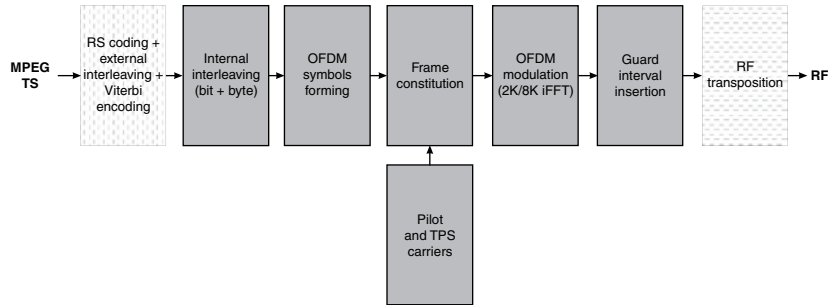 MPEG
TS
RS coding +
external
interleaving +
Viterbi
encoding
Internal
interleaving
(bit + byte)
OFDM
symbols
forming
Frame
constitution
OFDM
modulation
(2K/8K iFFT)
Guard
interval
insertion
RF
transposition
RF
Pilot
and TPS
carriers